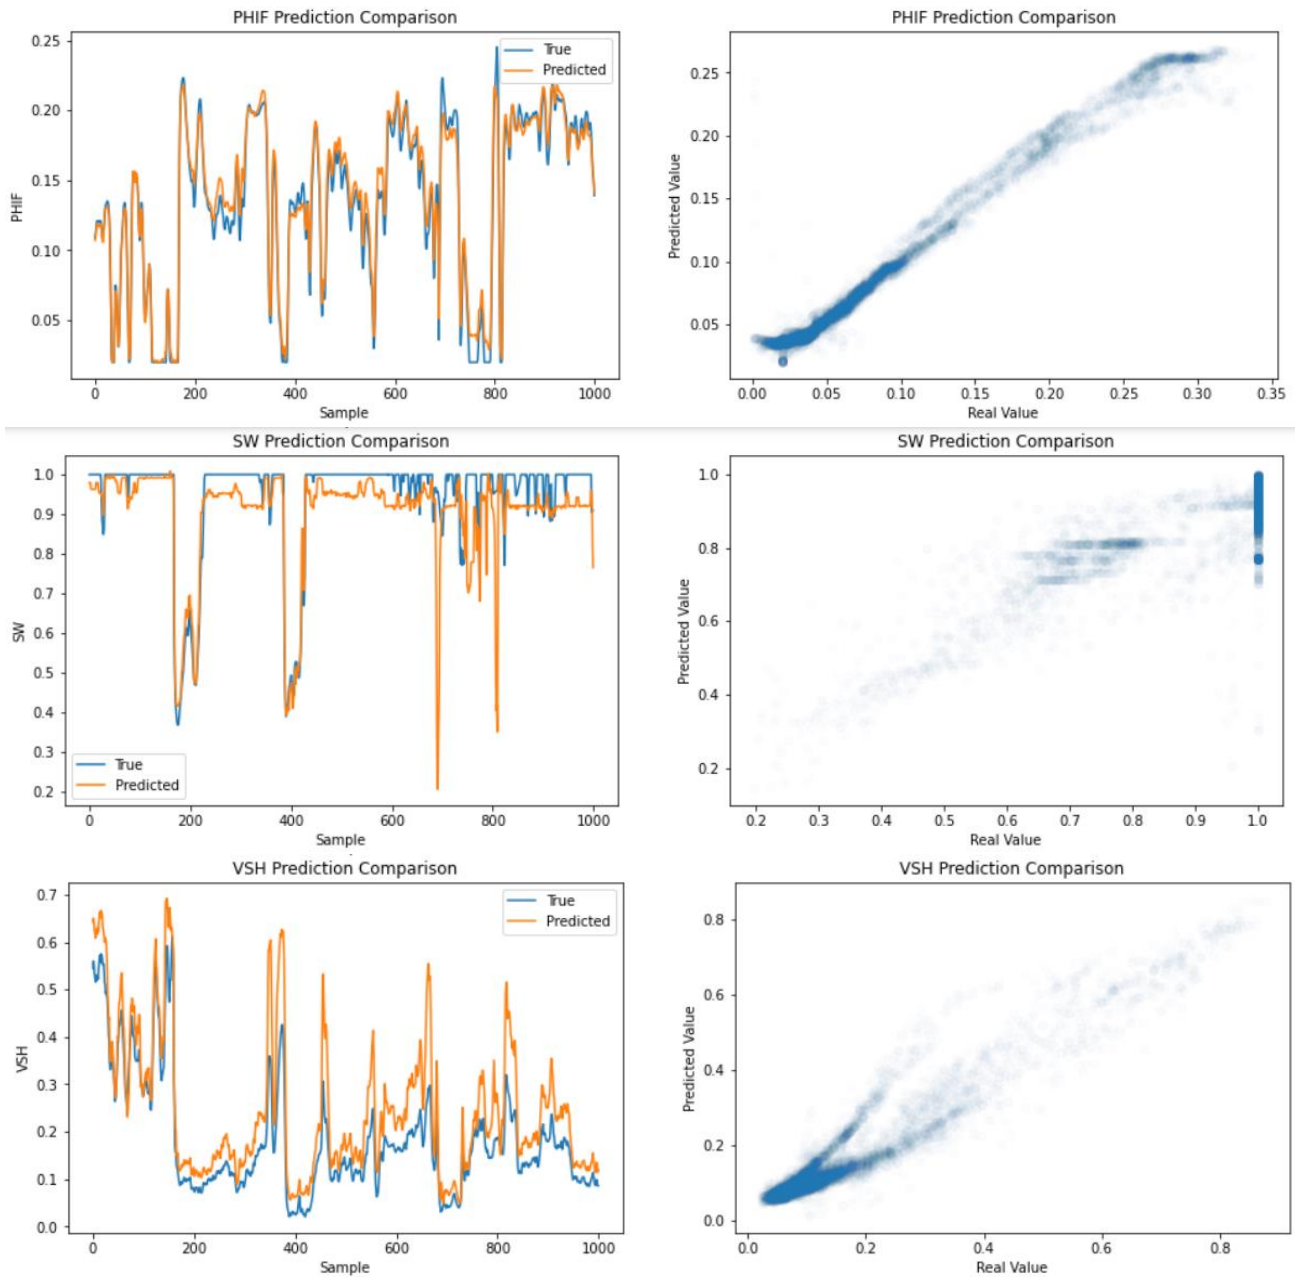 PHIF Prediction Comparison
0.25
0.20
0.15
0.10
0.05
PHIF
True
Predicted
0 200 400 600 800 1000
Sample
PHIF Prediction Comparison
0.25
0.20
0.15
0.10
0.05
Predicted Value
0.00 0.05 0.10 0.15 0.20 0.25 0.30 0.35
Real Value
SW Prediction Comparison
1.0
0.9
0.8
0.7
0.6
0.5
0.4
0.3
0.2
SW
True
Predicted
0 200 400 600 800 1000
Sample
SW Prediction Comparison
1.0
0.8
0.6
0.4
0.2
Predicted Value
0.2 0.3 0.4 0.5 0.6 0.7 0.8 0.9 1.0
Real Value
VSH Prediction Comparison
0.7
0.6
0.5
0.4
0.3
0.2
0.1
0.0
VSH
True
Predicted
0 200 400 600 800 1000
Sample
VSH Prediction Comparison
0.8
0.6
0.4
0.2
0.0
Predicted Value
0.0 0.2 0.4 0.6 0.8
Real Value